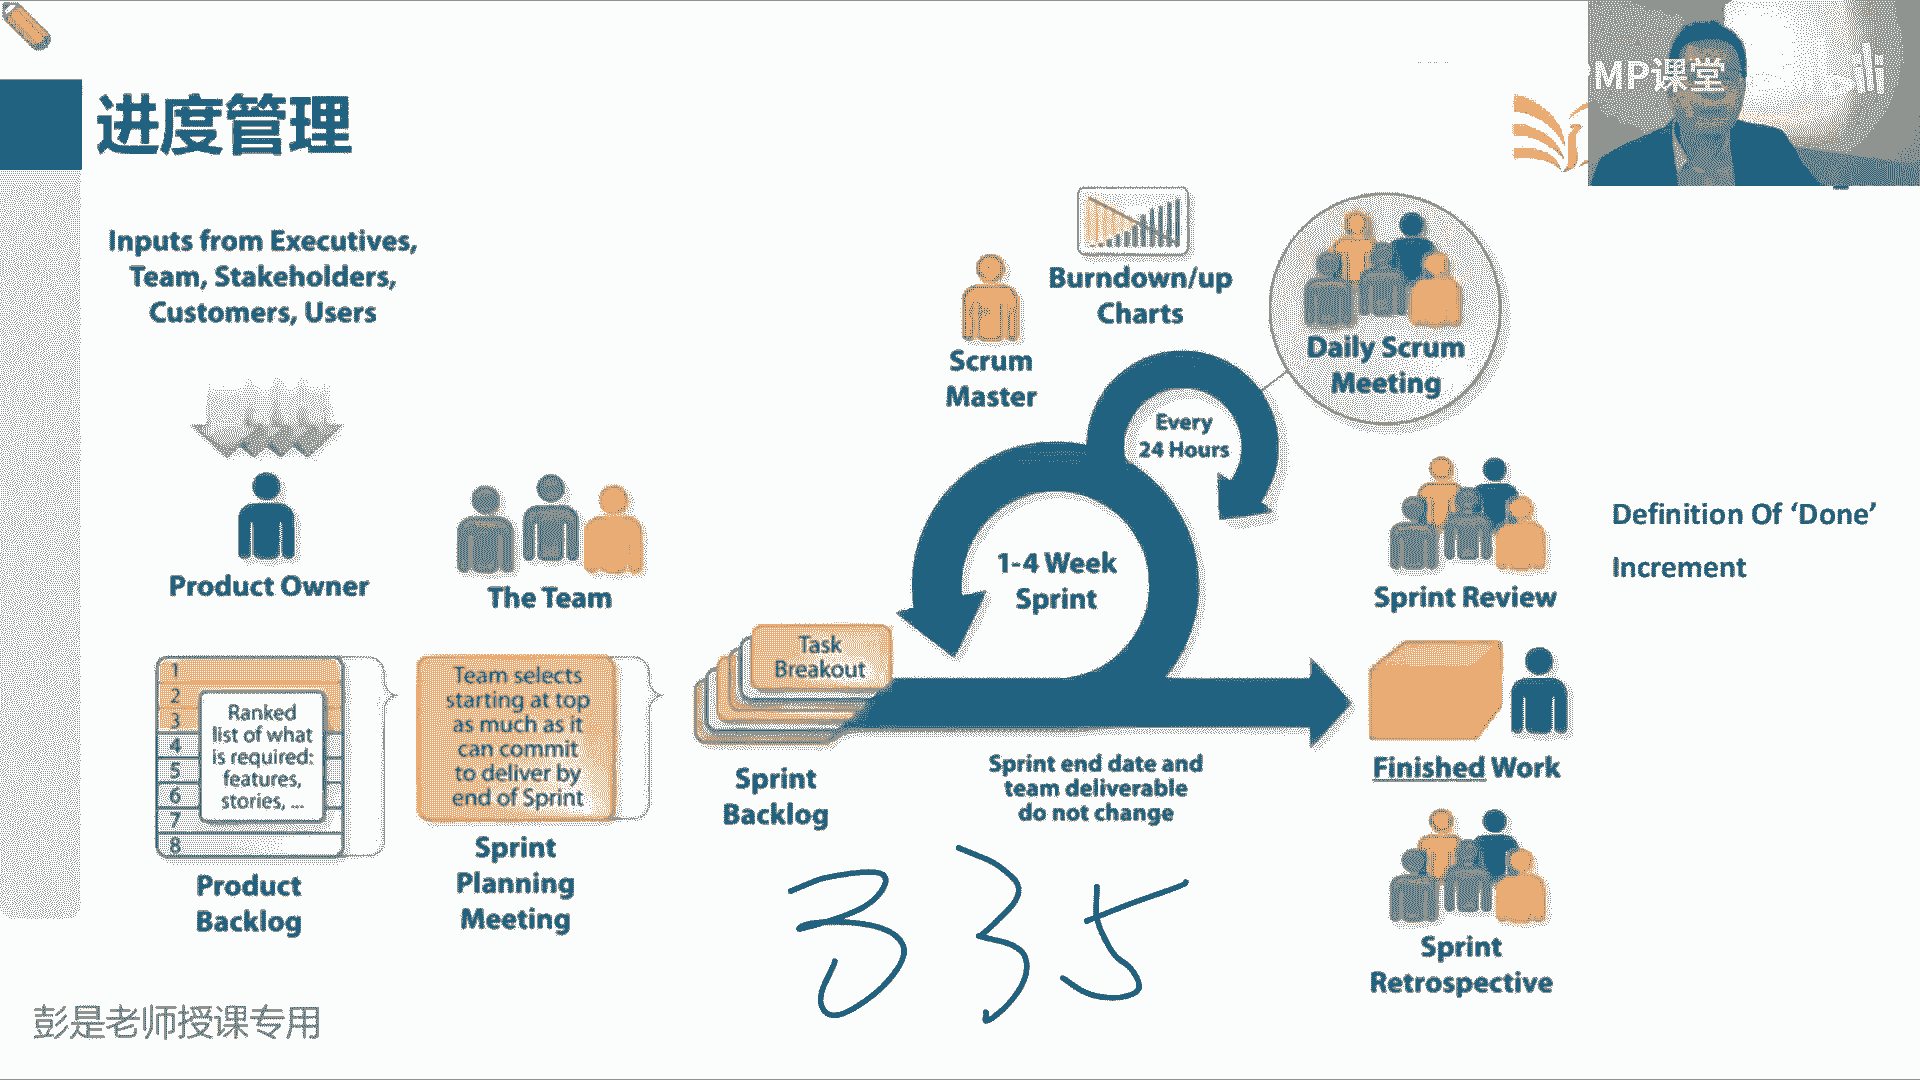 PMP课堂
进度管理
Inputs from Executives,
Team, Stakeholders,
Customers, Users
Product Owner
The Team
1
2
3
4
5
6
7
8
Ranked
list of what
is required:
features,
stories, ...
Product
Backlog
Team selects
starting at top
as much as it
can commit
to deliver by
end of Sprint
Sprint
Planning
Meeting
Task
Breakout
Sprint
Backlog
Scrum
Master
Burndown/up
Charts
Every
24 Hours
Daily Scrum
Meeting
1-4 Week
Sprint
Sprint end date and
team deliverable
do not change
Sprint Review
Definition Of ‘Done’
Increment
Finished Work
Sprint
Retrospective
335
彭是老师授课专用